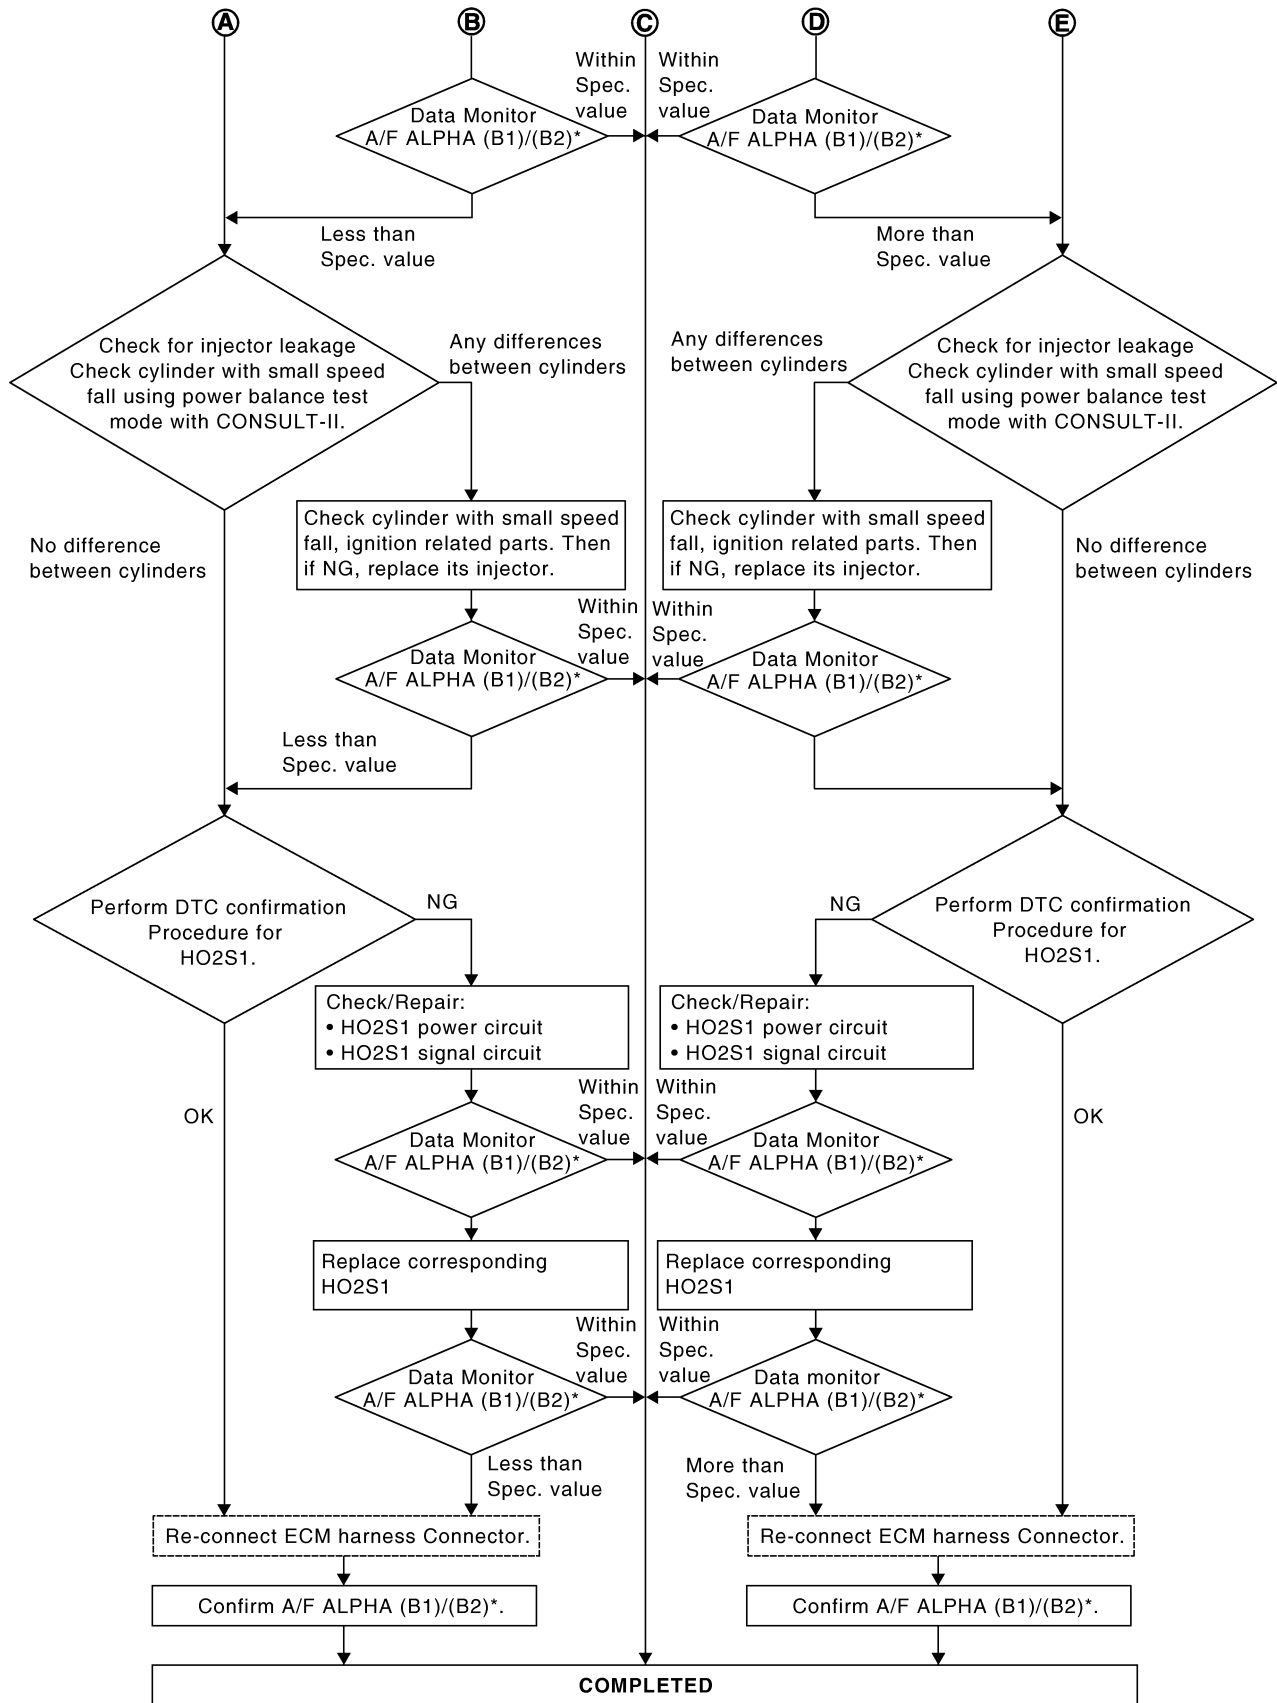 A
B
C
D
E
Within
Spec.
value
Within
Spec.
value
Data Monitor
A/F ALPHA (B1)/(B2)*
Data Monitor
A/F ALPHA (B1)/(B2)*
Less than
Spec. value
More than
Spec. value
Check for injector leakage
Check cylinder with small speed
fall using power balance test
mode with CONSULT-II.
Any differences
between cylinders
Any differences
between cylinders
Check for injector leakage
Check cylinder with small speed
fall using power balance test
mode with CONSULT-II.
No difference
between cylinders
Check cylinder with small speed
fall, ignition related parts. Then
if NG, replace its injector.
Check cylinder with small speed
fall, ignition related parts. Then
if NG, replace its injector.
No difference
between cylinders
Within
Spec.
value
Within
Spec.
value
Data Monitor
A/F ALPHA (B1)/(B2)*
Data Monitor
A/F ALPHA (B1)/(B2)*
Less than
Spec. value
Perform DTC confirmation
Procedure for
HO2S1.
NG
NG
Perform DTC confirmation
Procedure for
HO2S1.
Check/Repair:
• HO2S1 power circuit
• HO2S1 signal circuit
Check/Repair:
• HO2S1 power circuit
• HO2S1 signal circuit
OK
Within
Spec.
value
Within
Spec.
value
OK
Data Monitor
A/F ALPHA (B1)/(B2)*
Data Monitor
A/F ALPHA (B1)/(B2)*
Replace corresponding
HO2S1
Replace corresponding
HO2S1
Within
Spec.
value
Within
Spec.
value
Data Monitor
A/F ALPHA (B1)/(B2)*
Data monitor
A/F ALPHA (B1)/(B2)*
Less than
Spec. value
More than
Spec. value
Re-connect ECM harness Connector.
Re-connect ECM harness Connector.
Confirm A/F ALPHA (B1)/(B2)*.
Confirm A/F ALPHA (B1)/(B2)*.
COMPLETED